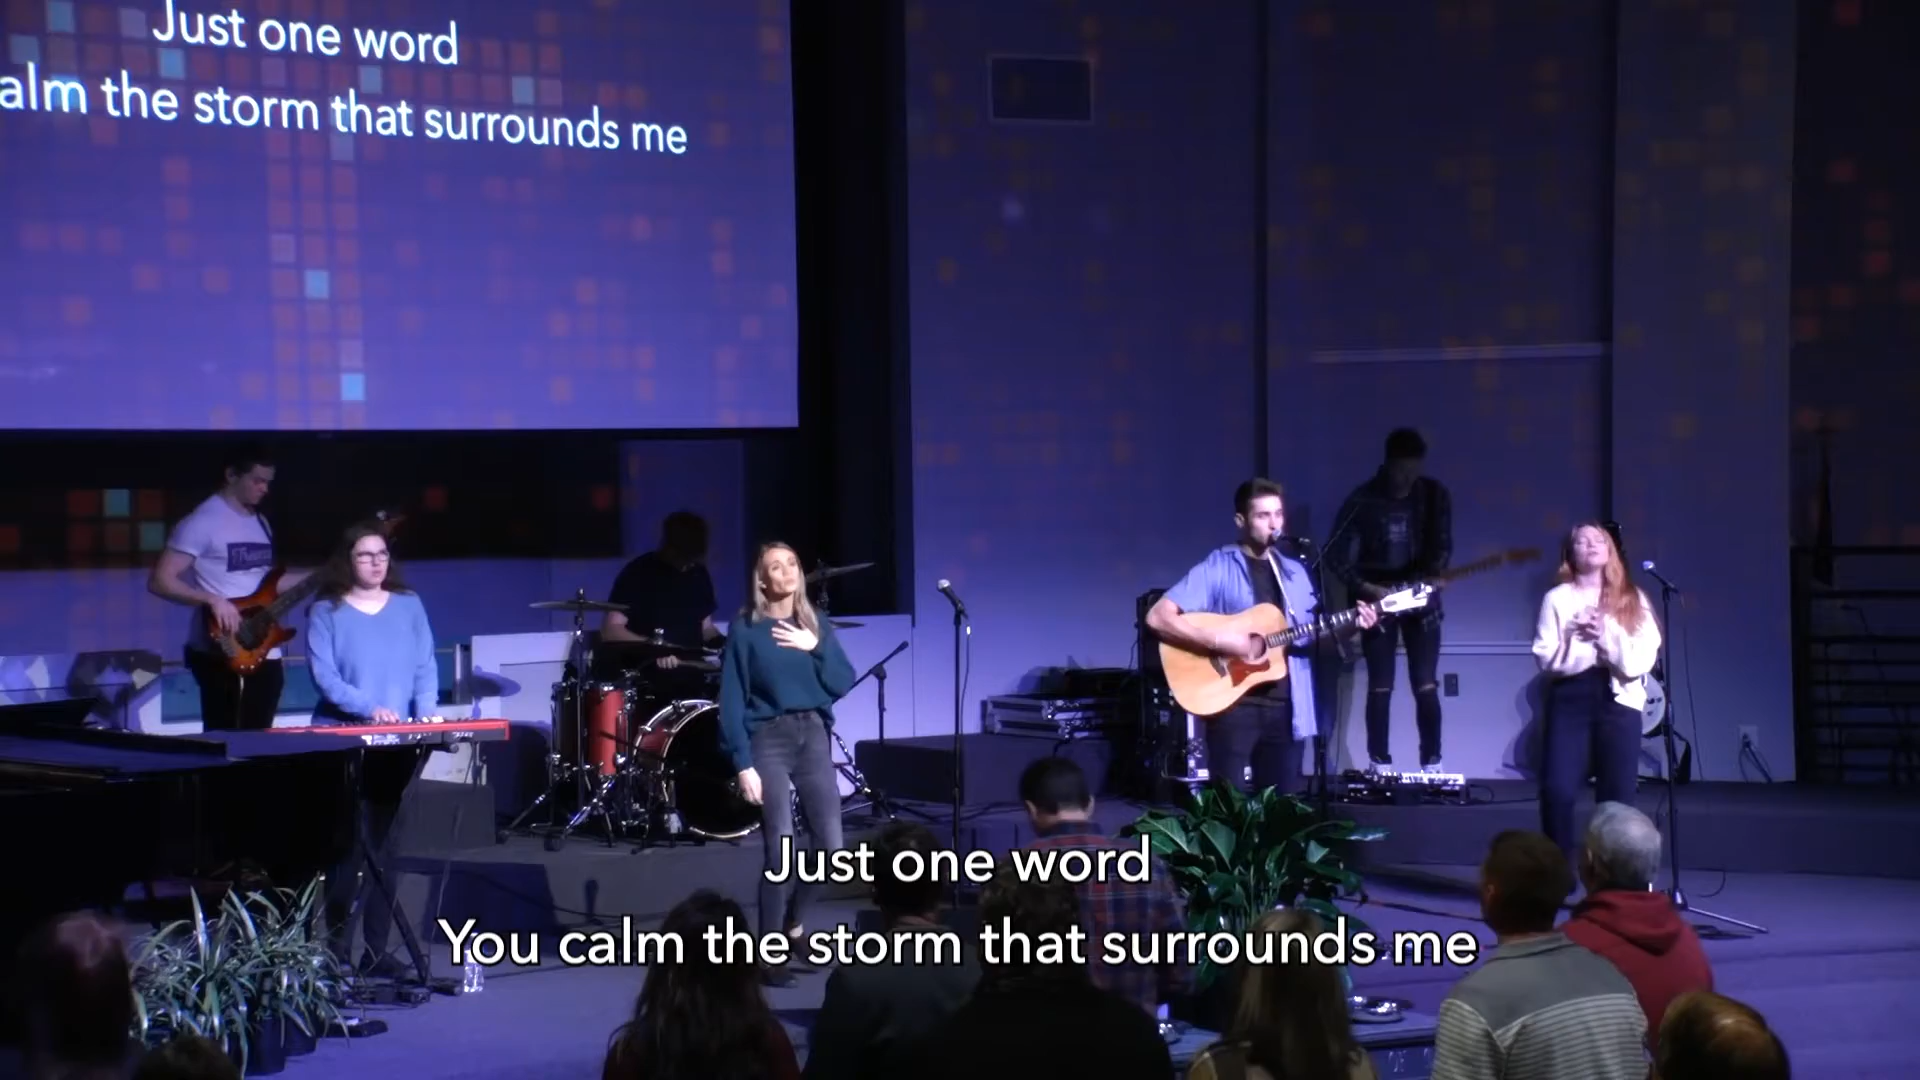 Just one word
alm the storm that surrounds me
Just one word
You calm the storm that surrounds me